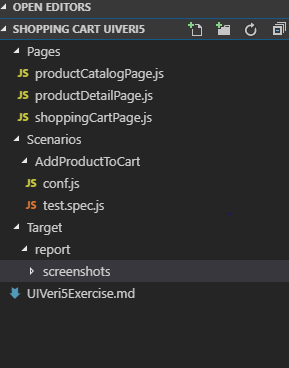 OPEN EDITORS
SHOPPING CART UIVERI5
Pages
JS productCatalogPage.js
JS productDetailPage.js
JS shoppingCartPage.js
Scenarios
AddProductToCart
JS conf.js
JS test.spec.js
Target
report
screenshots
UIVeri5Exercise.md